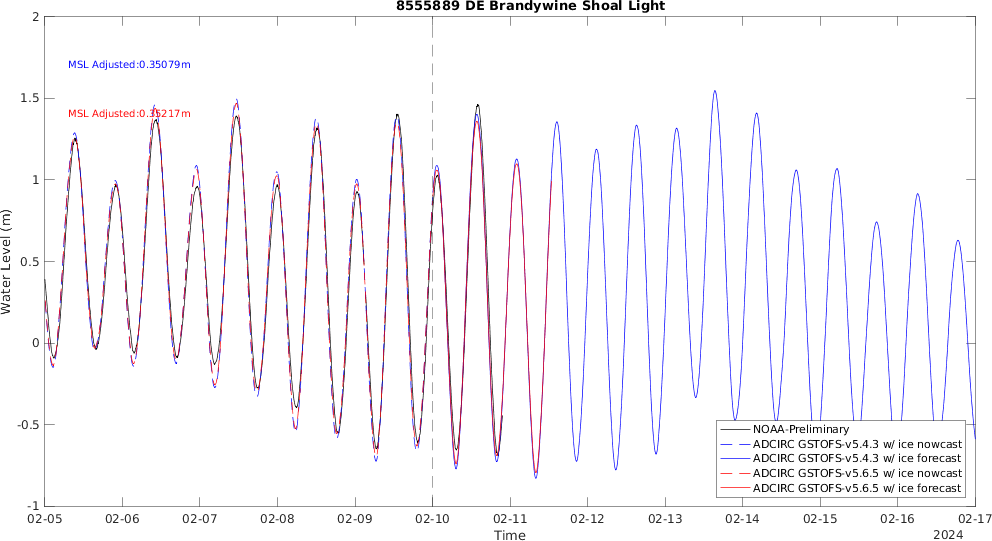 8555889 DE Brandywine Shoal Light
MSL Adjusted:0.35079m
MSL Adjusted:0.35217m
Water Level (m)
2
1.5
1
0.5
0
-0.5
-1
NOAA-Preliminary
ADCIRC GSTOFS-v5.4.3 w/ ice nowcast
ADCIRC GSTOFS-v5.4.3 w/ ice forecast
ADCIRC GSTOFS-v5.6.5 w/ ice nowcast
ADCIRC GSTOFS-v5.6.5 w/ ice forecast
02-05 02-06 02-07 02-08 02-09 02-10 02-11 02-12 02-13 02-14 02-15 02-16 02-17
Time
2024